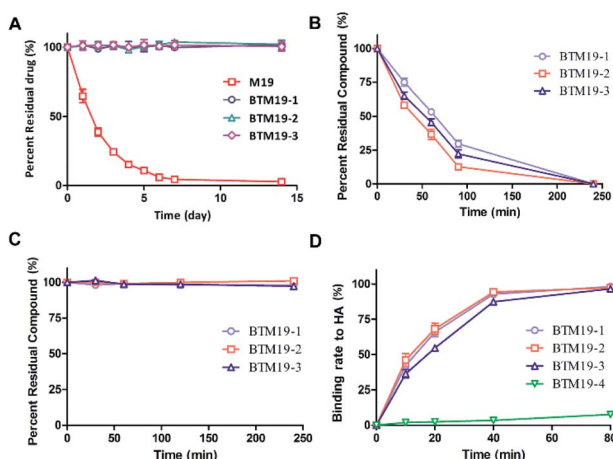 A
Percent Residual drug (%)
100
50
0
0
5
10
15
Time (day)
M19
BTM19-1
BTM19-2
BTM19-3
B
Percent Residual Compound (%)
100
75
50
25
0
0
50
100
150
200
250
Time (min)
BTM19-1
BTM19-2
BTM19-3
C
Percent Residual Compound (%)
100
75
50
25
0
0
50
100
150
200
250
Time (min)
BTM19-1
BTM19-2
BTM19-3
D
Binding rate to HA (%)
100
75
50
25
0
0
20
40
60
80
Time (min)
BTM19-1
BTM19-2
BTM19-3
BTM19-4